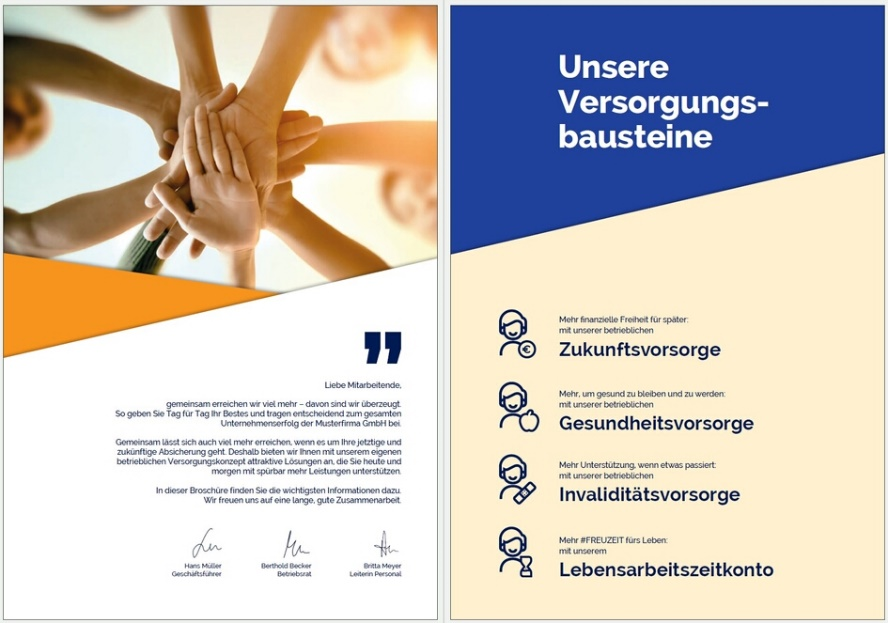 ”
Liebe Mitarbeitende,
gemeinsam erreichen wir viel mehr – davon sind wir überzeugt.
So geben Sie Tag für Tag Ihr Bestes und tragen entscheidend zum gesamten
Unternehmenserfolg der Musterfirma GmbH bei.
Gemeinsam lässt sich auch viel mehr erreichen, wenn es um Ihre jetztige und
zukünftige Absicherung geht. Deshalb bieten wir Ihnen mit unserem eigenen
betrieblichen Versorgungskonzept attraktive Lösungen an, die Sie heute und
morgen mit spürbar mehr Leistungen unterstützen.
In dieser Broschüre finden Sie die wichtigsten Informationen dazu.
Wir freuen uns auf eine lange, gute Zusammenarbeit.
Hans Müller
Geschäftsführer
Berthold Becker
Betriebsrat
Britta Meyer
Leiterin Personal
Unsere
Versorgungs-
bausteine
Mehr finanzielle Freiheit für später:
mit unserer betrieblichen
Zukunftsvorsorge
€
Mehr, um gesund zu bleiben und zu werden:
mit unserer betrieblichen
Gesundheitsvorsorge
Mehr Unterstützung, wenn etwas passiert:
mit unserer betrieblichen
Invaliditätsvorsorge
Mehr #FREUZEIT fürs Leben:
mit unserem
Lebensarbeitszeitkonto